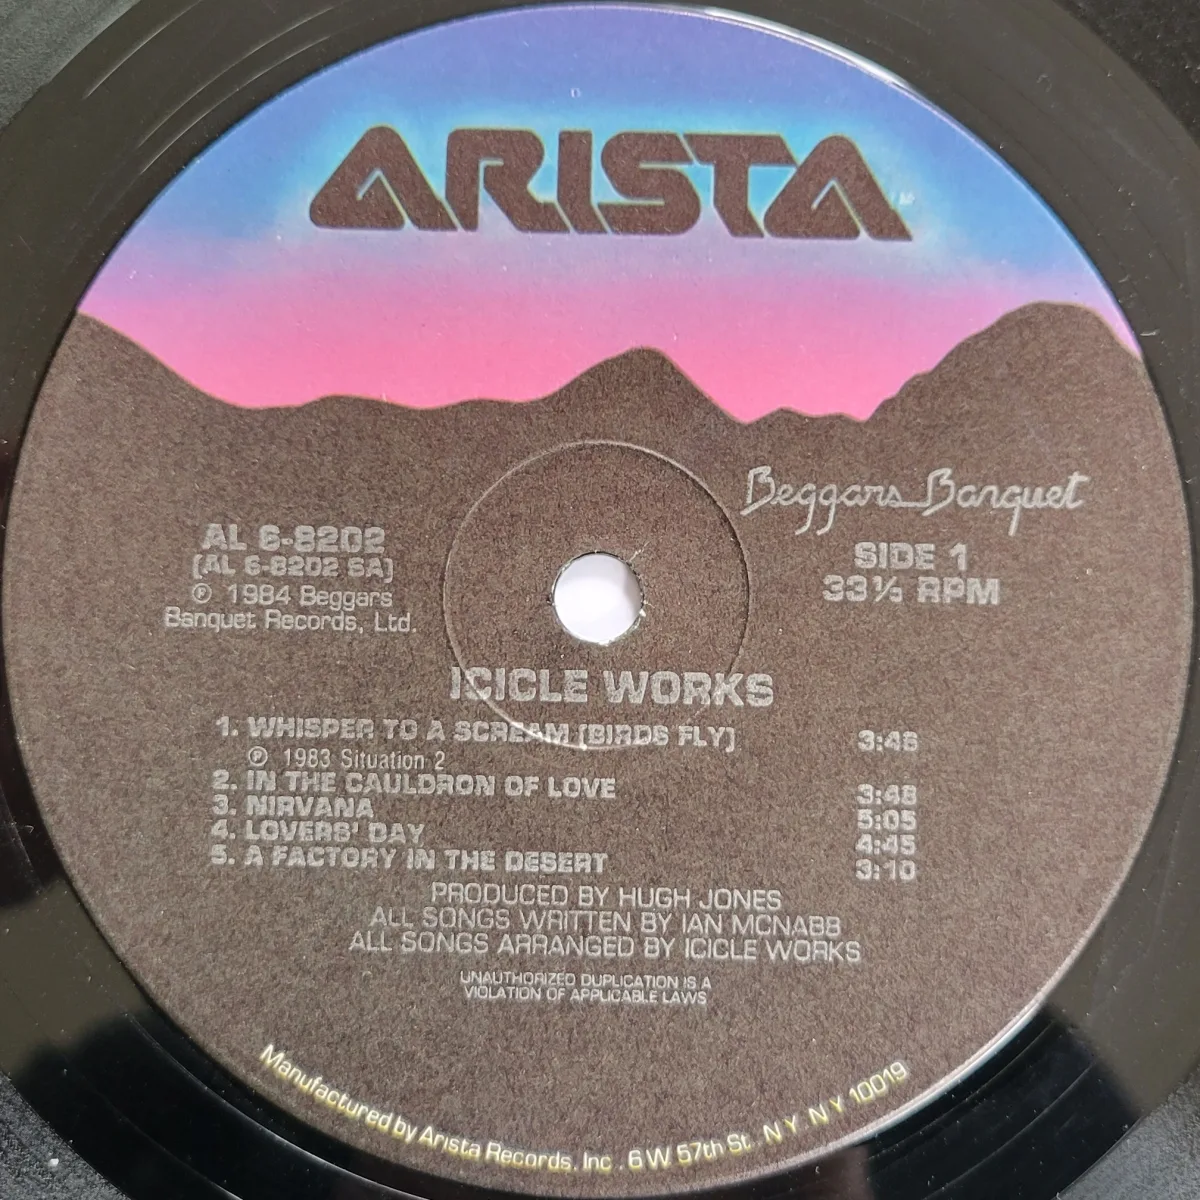 ARISTA
Beggars Banquet
AL 6-8202
[AL 6-8202 SA]
℗ 1984 Beggars
Banquet Records, Ltd.
SIDE 1
33⅓ RPM
ICICLE WORKS
1. WHISPER TO A SCREAM [BIRDS FLY] 3:46
℗ 1983 Situation 2
2. IN THE CAULDRON OF LOVE 3:48
3. NIRVANA 5:05
4. LOVERS' DAY 4:45
5. A FACTORY IN THE DESERT 3:10
PRODUCED BY HUGH JONES
ALL SONGS WRITTEN BY IAN MCNABB
ALL SONGS ARRANGED BY ICICLE WORKS
UNAUTHORIZED DUPLICATION IS A
VIOLATION OF APPLICABLE LAWS
Manufactured by Arista Records, Inc. 6 W 57th St. N Y. N Y 10019